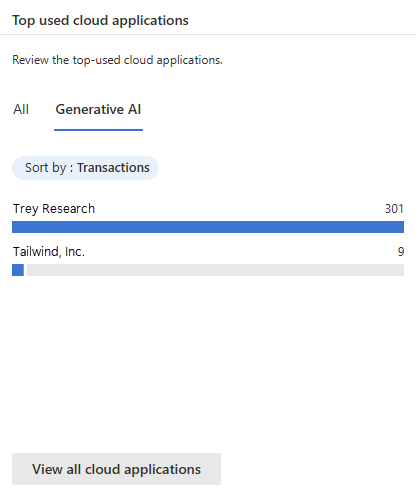 Top used cloud applications
Review the top-used cloud applications.
All Generative AI
Sort by : Transactions
Trey Research 301
Tailwind, Inc. 9
View all cloud applications